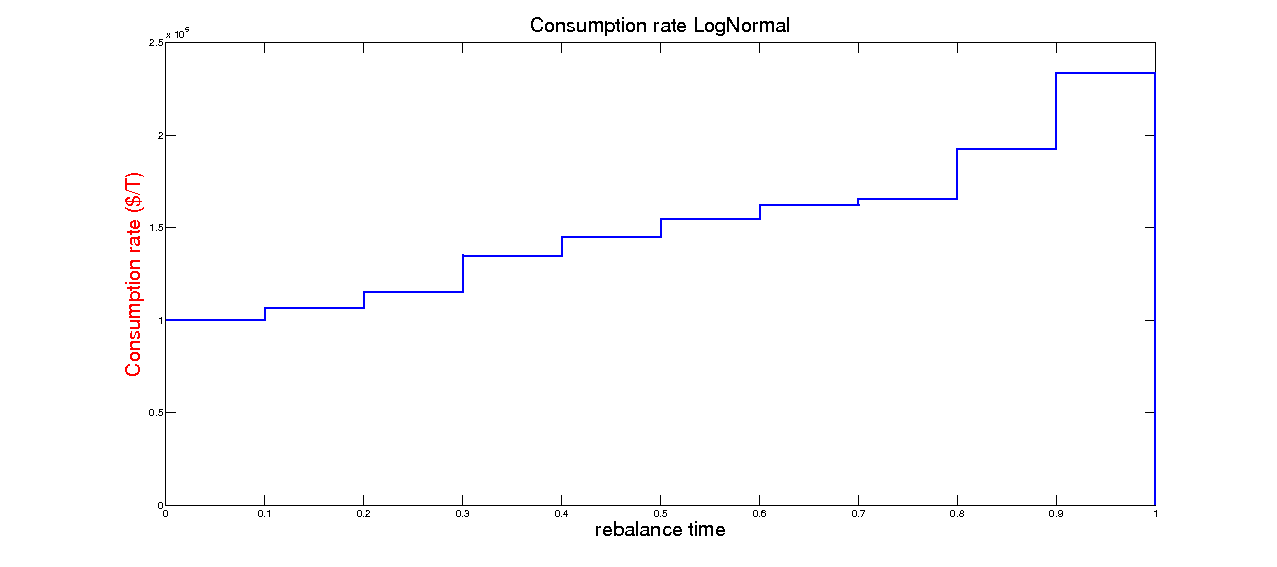 Consumption rate LogNormal
x 10^5
2.5
2
1.5
1
0.5
0
Consumption rate ($/T)
0 0.1 0.2 0.3 0.4 0.5 0.6 0.7 0.8 0.9 1
rebalance time